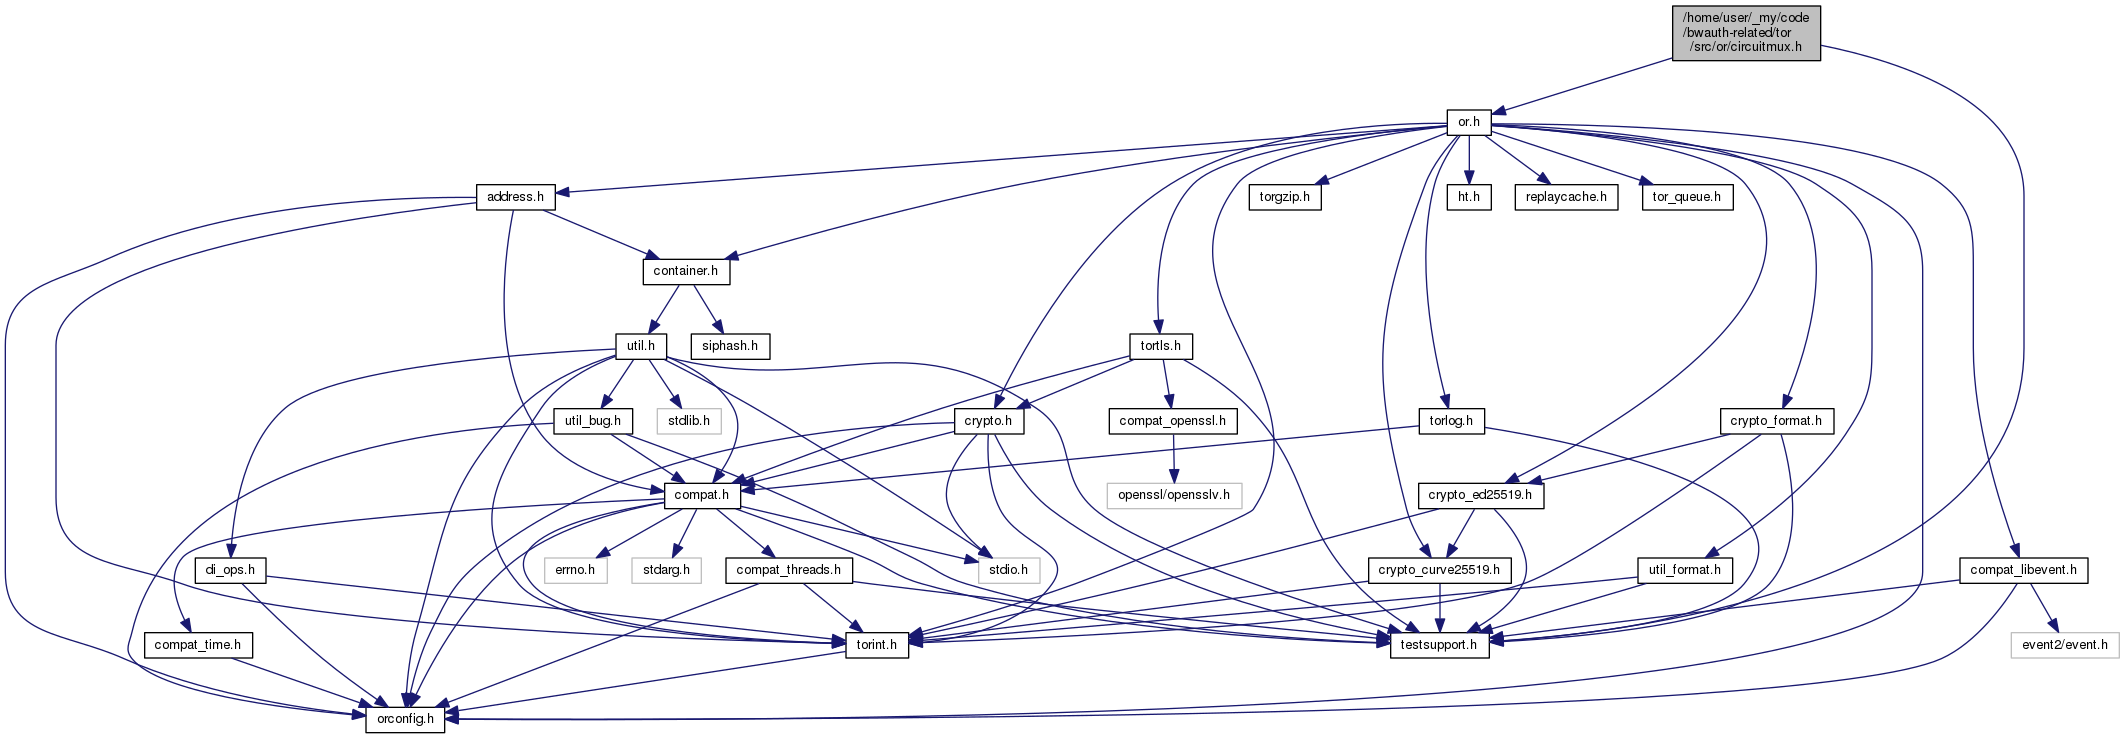 /home/user/_my/code
/bwauth-related/tor
/src/or/circuitmux.h
or.h
address.h
torgzip.h
ht.h
replaycache.h
tor_queue.h
container.h
util.h
siphash.h
tortls.h
util_bug.h
stdlib.h
crypto.h
compat_openssl.h
torlog.h
crypto_format.h
compat.h
openssl/opensslv.h
crypto_ed25519.h
di_ops.h
errno.h
stdarg.h
compat_threads.h
stdio.h
crypto_curve25519.h
util_format.h
compat_libevent.h
compat_time.h
torint.h
testsupport.h
event2/event.h
orconfig.h